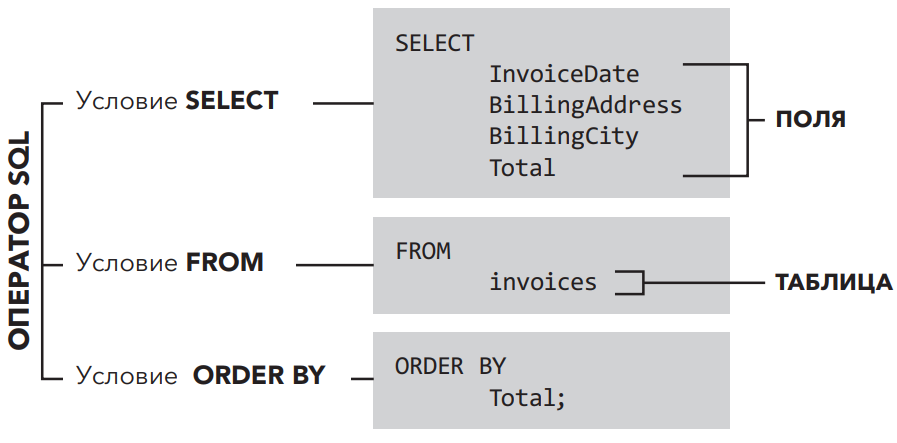 ОПЕРАТОР SQL
Условие SELECT
SELECT
InvoiceDate
BillingAddress
BillingCity
Total
ПОЛЯ
Условие FROM
FROM
invoices
ТАБЛИЦА
Условие ORDER BY
ORDER BY
Total;